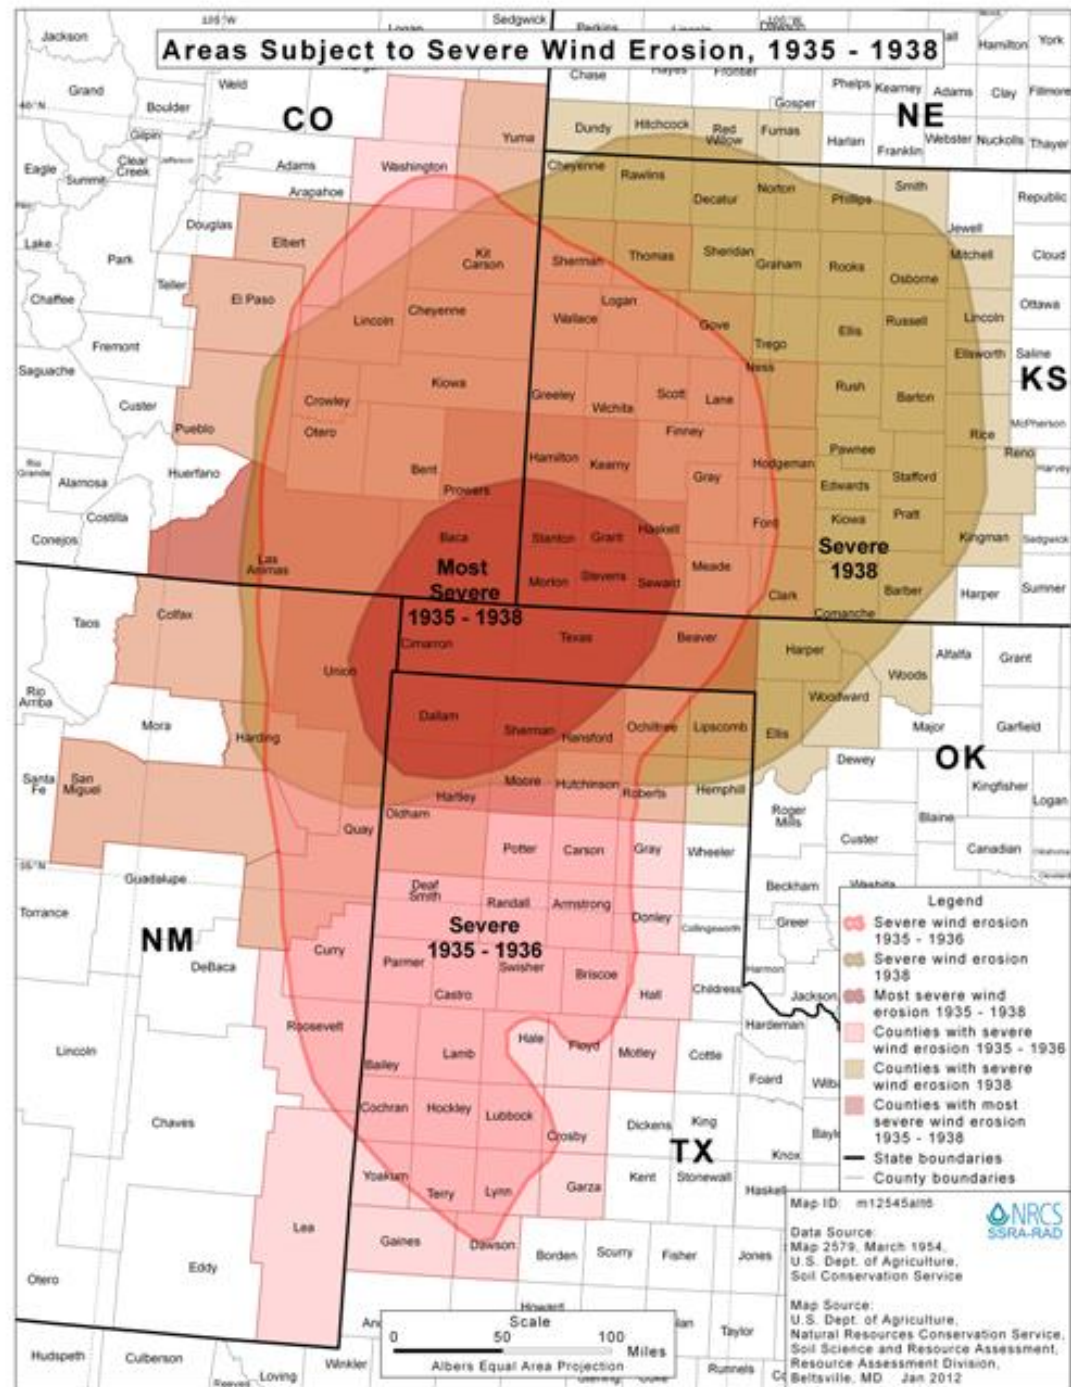 105°W
Sedgwick
Logan
Perkins
Lincoln
Dawson
100°W
Areas Subject to Severe Wind Erosion, 1935 - 1938
Jackson
Hamilton
York
Grand
Weld
Chase
Hayes
Frontier
Phelps
Kearney
Adams
Clay
Fillmore
40°N
Boulder
CO
Gosper
NE
Gilpin
Yuma
Dundy
Hitchcock
Red
Willow
Furnas
Harlan
Franklin
Webster
Nuckolls
Thayer
Eagle
Summit
Clear
Creek
Jefferson
Adams
Arapahoe
Washington
Cheyenne
Rawlins
Decatur
Norton
Phillips
Smith
Republic
Douglas
Jewell
Lake
Park
Elbert
Kit
Carson
Sherman
Thomas
Sheridan
Graham
Rooks
Osborne
Mitchell
Cloud
Teller
Chaffee
El Paso
Lincoln
Cheyenne
Wallace
Logan
Gove
Trego
Ellis
Russell
Lincoln
Ottawa
Fremont
Saguache
Ellsworth
Saline
KS
Kiowa
Ness
Custer
Crowley
Greeley
Wichita
Scott
Lane
Rush
Barton
Pueblo
Otero
Finney
McPherson
Rice
Rio
Grande
Alamosa
Huerfano
Bent
Prowers
Hamilton
Kearny
Gray
Hodgeman
Pawnee
Edwards
Stafford
Reno
Harvey
Costilla
Conejos
Las
Animas
Baca
Stanton
Grant
Haskell
Ford
Kiowa
Pratt
Kingman
Sedgwick
Most
Severe
1935 - 1938
Severe
1938
Morton
Stevens
Seward
Meade
Clark
Comanche
Barber
Harper
Sumner
Taos
Colfax
Union
Cimarron
Texas
Beaver
Harper
Woods
Alfalfa
Grant
Rio
Arriba
Mora
Harding
Dallam
Sherman
Hansford
Ochiltree
Lipscomb
Ellis
Woodward
Major
Garfield
OK
Santa
Fe
San
Miguel
Hartley
Moore
Hutchinson
Roberts
Hemphill
Dewey
Kingfisher
Logan
Quay
Oldham
Roger
Mills
Blaine
35°N
Guadalupe
Potter
Carson
Gray
Wheeler
Custer
Canadian
Oklahoma
Cleveland
Torrance
Deaf
Smith
Randall
Armstrong
Donley
Collingsworth
Beckham
Washita
Greer
NM
DeBaca
Curry
Severe
1935 - 1936
Parmer
Castro
Swisher
Briscoe
Hall
Childress
Harmon
Jackson
Lincoln
Roosevelt
Bailey
Lamb
Hale
Floyd
Motley
Cottle
Hardeman
Foard
Wilba
Chaves
Cochran
Hockley
Lubbock
Crosby
Dickens
King
TX
Knox
Baylo
Yoakum
Terry
Lynn
Garza
Kent
Stonewall
Haskell
Lea
Eddy
Otero
Gaines
Dawson
Borden
Scurry
Fisher
Jones
Howard
Taylor
Hudspeth
Culberson
Reeves
Loving
Winkler
Runnels
Legend
Severe wind erosion
1935 - 1936
Severe wind erosion
1938
Most severe wind
erosion 1935 - 1938
Counties with severe
wind erosion 1935 - 1936
Counties with severe
wind erosion 1938
Counties with most
severe wind erosion
1935 - 1938
State boundaries
County boundaries
Map ID: m12545alt6
NRCS
SSRA-RAD
Data Source:
Map 2579, March 1954,
U.S. Dept. of Agriculture,
Soil Conservation Service
Map Source:
U.S. Dept. of Agriculture,
Natural Resources Conservation Service,
Soil Science and Resource Assessment,
Resource Assessment Division,
Beltsville, MD Jan 2012
Scale
0 50 100
Miles
Albers Equal Area Projection